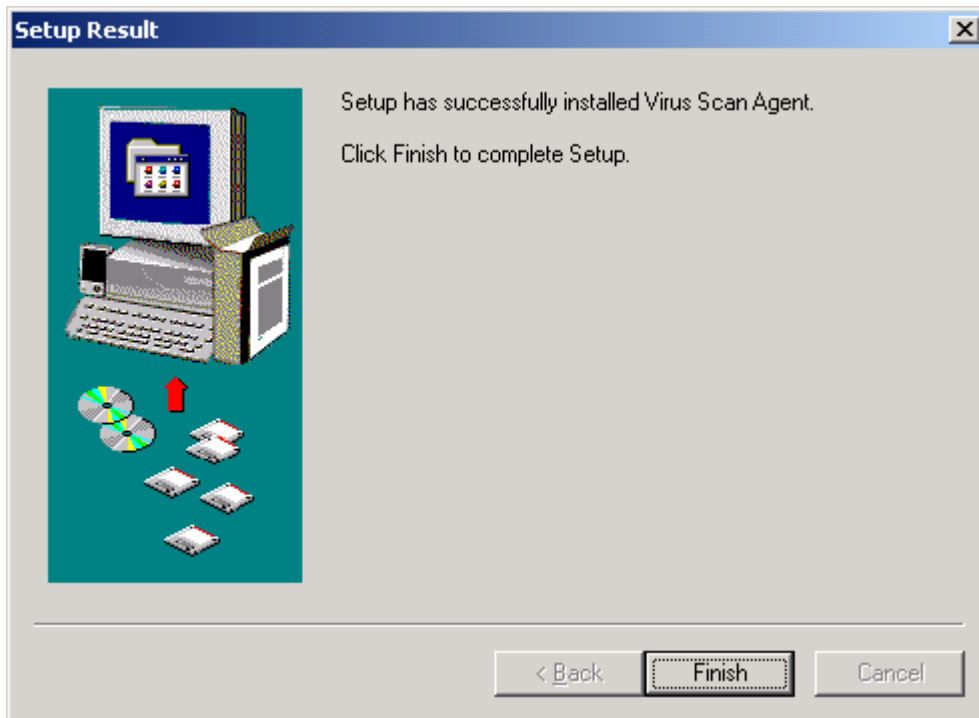 Setup Result
Setup has successfully installed Virus Scan Agent.
Click Finish to complete Setup.
< Back
Finish
Cancel